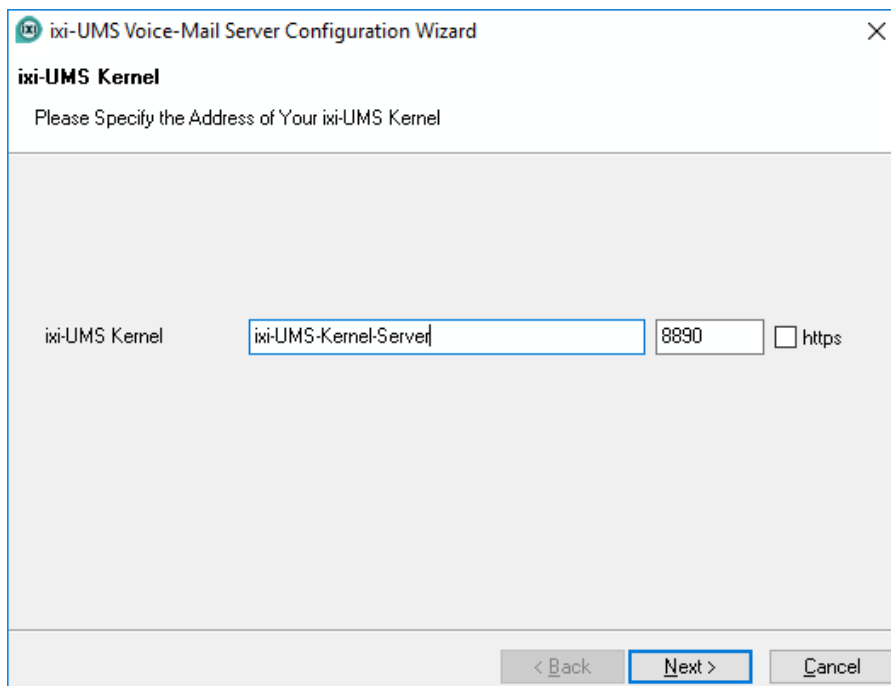 ixi-UMS Voice-Mail Server Configuration Wizard
ixi-UMS Kernel
Please Specify the Address of Your ixi-UMS Kernel
ixi-UMS Kernel ixi-UMS-Kernel-Server 8890 https
< Back Next > Cancel